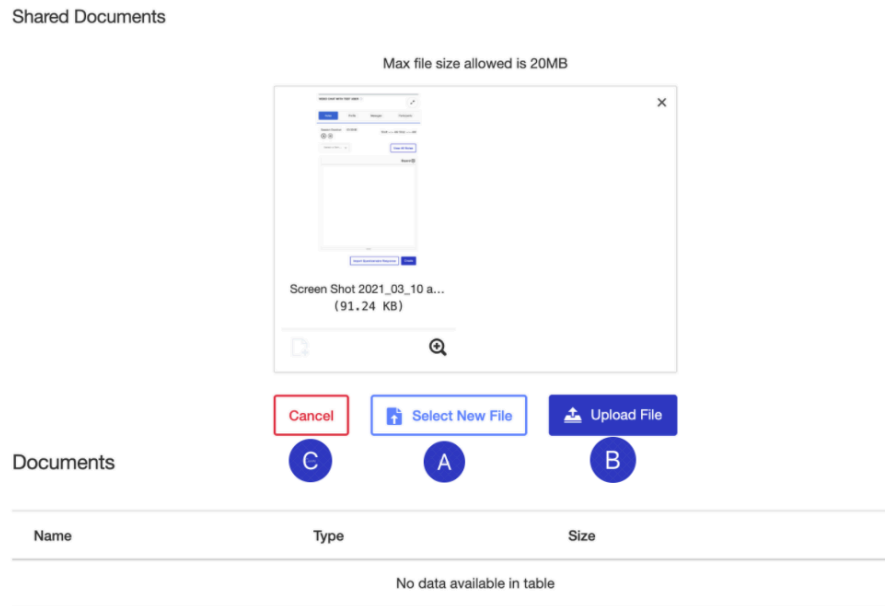 Shared Documents
Max file size allowed is 20MB
Screen Shot 2021_03_10 a...
(91.24 KB)
Cancel
Select New File
Upload File
C
A
B
Documents
Name Type Size
No data available in table